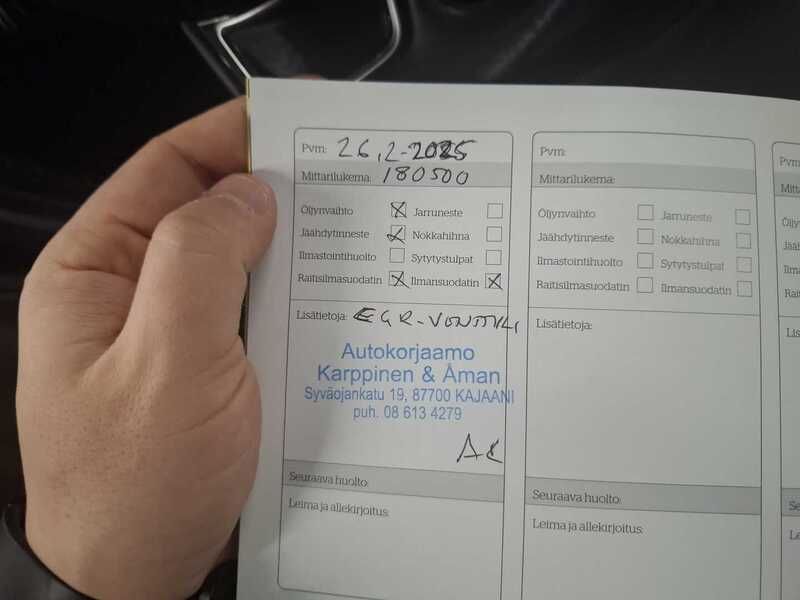 Pvm: 26.2-2025
Mittarilukema: 180500
Öljynvaihto Jarruneste
Jäähdytinneste Nokkahihna
Ilmastointihuolto Sytytystulpat
Raitisilmasuodatin Ilmansuodatin
Lisätietoja: EGR-VENTTIILI
Autokorjaamo
Karppinen & Åman
Syväojankatu 19, 87700 KAJAANI
puh. 08 613 4279
Seuraava huolto:
Leima ja allekirjoitus:
Pvm:
Mittarilukema:
Öljynvaihto Jarruneste
Jäähdytinneste Nokkahihna
Ilmastointihuolto Sytytystulpat
Raitisilmasuodatin Ilmansuodatin
Lisätietoja:
Seuraava huolto:
Leima ja allekirjoitus: